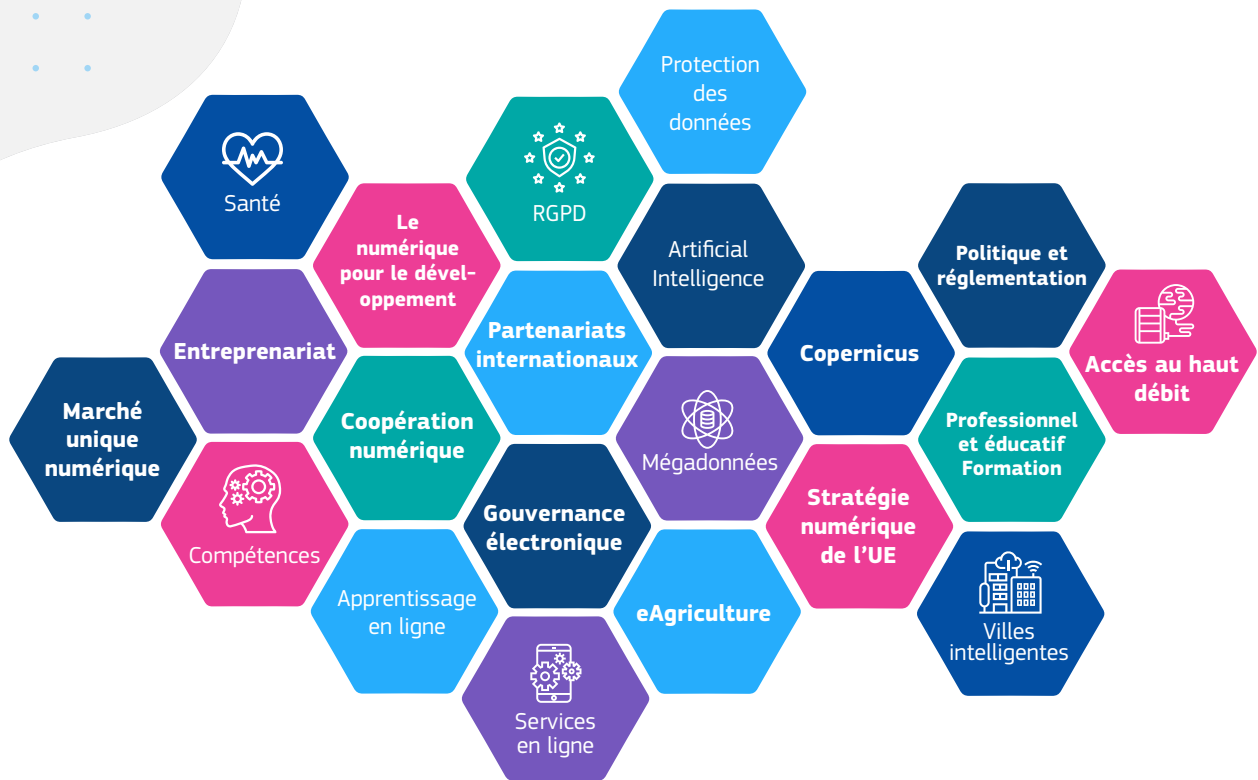 Protection
des
données
Santé
RGPD
Le
numérique
pour le dével-
oppement
Artificial
Intelligence
Politique et
réglementation
Entreprenariat
Partenariats
internationaux
Copernicus
Accès au haut
débit
Marché
unique
numérique
Coopération
numérique
Mégadonnées
Professionnel
et éducatif
Formation
Compétences
Gouvernance
électronique
Stratégie
numérique
de l’UE
Apprentissage
en ligne
eAgriculture
Villes
intelligentes
Services
en ligne